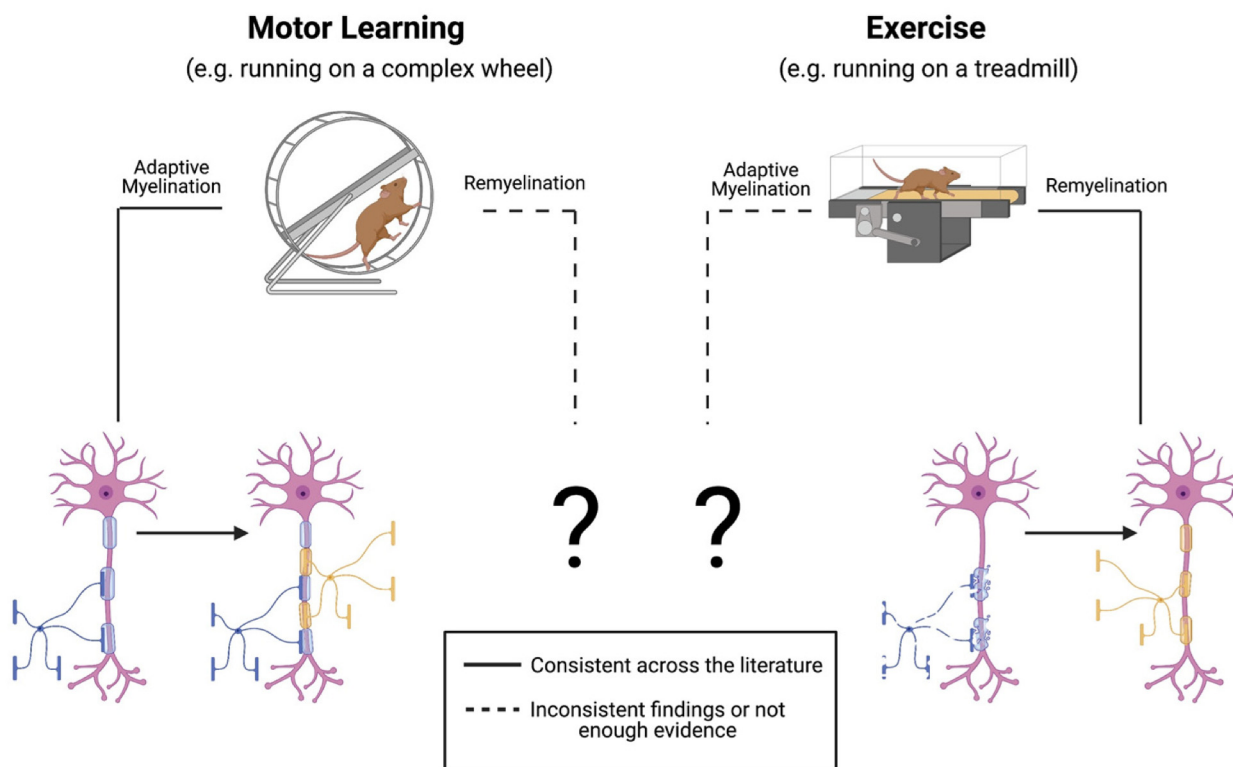 Motor Learning
(e.g. running on a complex wheel)
Adaptive
Myelination
Remyelination
Exercise
(e.g. running on a treadmill)
Adaptive
Myelination
Remyelination
?
?
Consistent across the literature
Inconsistent findings or not
enough evidence